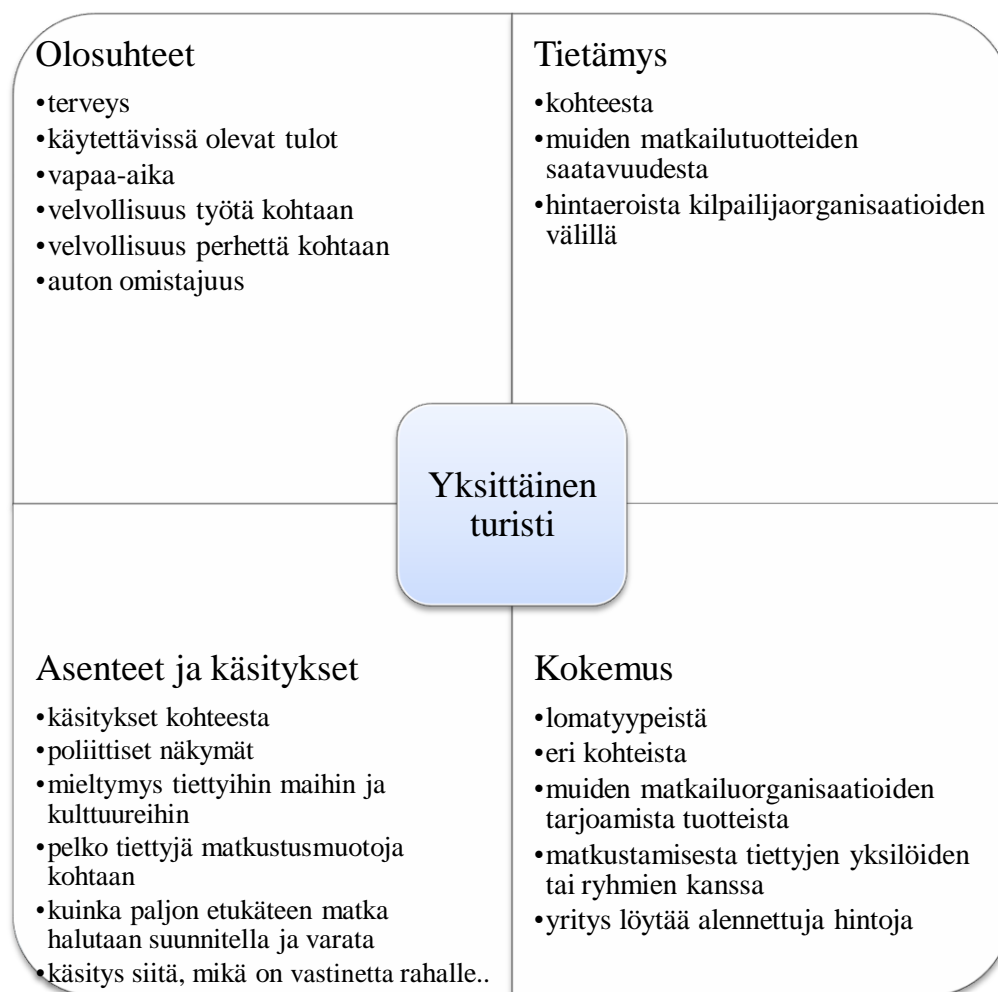 Olosuhteet
•terveys
•käytettävissä olevat tulot
•vapaa-aika
•velvollisuus työtä kohtaan
•velvollisuus perhettä kohtaan
•auton omistajuus
Tietämys
•kohteesta
•muiden matkailutuotteiden
saatavuudesta
•hintaeroista kilpailijaorganisaatioiden
välillä
Yksittäinen
turisti
Asenteet ja käsitykset
•käsitykset kohteesta
•poliittiset näkymät
•mieltymys tiettyihin maihin ja
kulttuureihin
•pelko tiettyjä matkustusmuotoja
kohtaan
•kuinka paljon etukäteen matka
halutaan suunnitella ja varata
•käsitys siitä, mikä on vastinetta rahalle..
Kokemus
•lomatyypeistä
•eri kohteista
•muiden matkailuorganisaatioiden
tarjoamista tuotteista
•matkustamisesta tiettyjen yksilöiden
tai ryhmien kanssa
•yritys löytää alennettuja hintoja